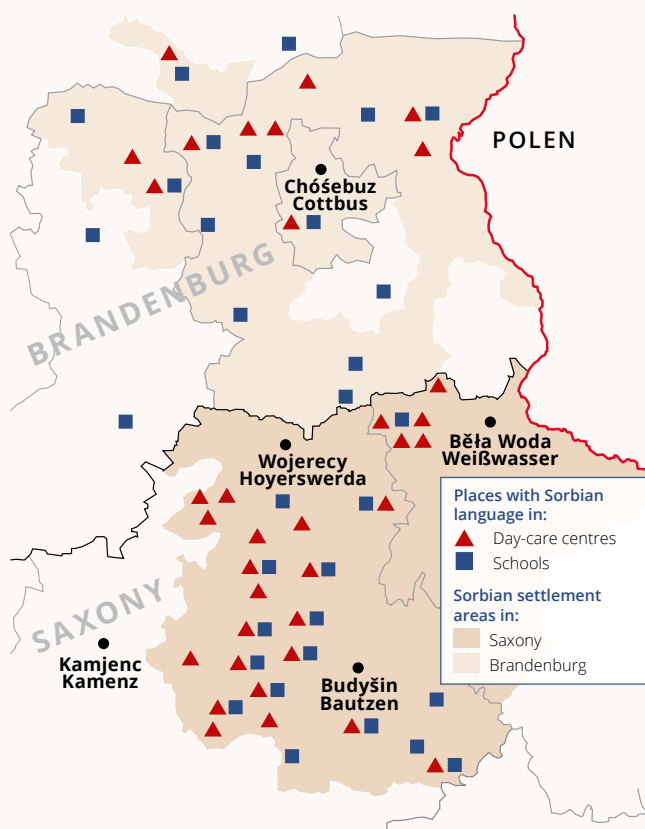 POLEN
Chóśebuz
Cottbus
BRANDENBURG
Běła Woda
Weißwasser
Wojerecy
Hoyerswerda
Places with Sorbian
language in:
Day-care centres
Schools
Sorbian settlement
areas in:
Saxony
Brandenburg
SAXONY
Kamjenc
Kamenz
Budyšin
Bautzen